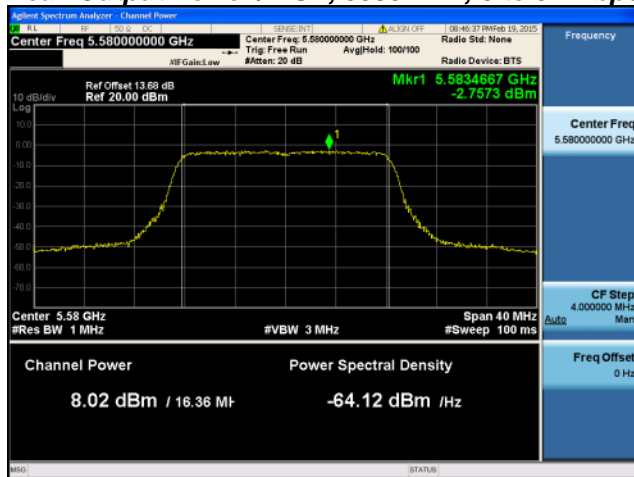 Agilent Spectrum Analyzer - Channel Power
RL RF 50 Ω DC SENSE:INT ALIGN OFF 08:46:37 PM Feb 19, 2015
Center Freq 5.580000000 GHz
Center Freq: 5.580000000 GHz
Radio Std: None
Trig: Free Run Avg|Hold: 100/100
#IFGain:Low #Atten: 20 dB Radio Device: BTS
Frequency
Mkr1 5.5834667 GHz
-2.7573 dBm
Ref Offset 13.68 dB
10 dB/div Ref 20.00 dBm
Log
10.0
0.00
-10.0
-20.0
-30.0
-40.0
-50.0
-60.0
-70.0
1
Center Freq
5.580000000 GHz
Center 5.58 GHz Span 40 MHz
#Res BW 1 MHz #VBW 3 MHz #Sweep 100 ms
CF Step
4.000000 MHz
Auto Man
Channel Power Power Spectral Density
8.02 dBm / 16.36 MH -64.12 dBm /Hz
Freq Offset
0 Hz
MSG STATUS